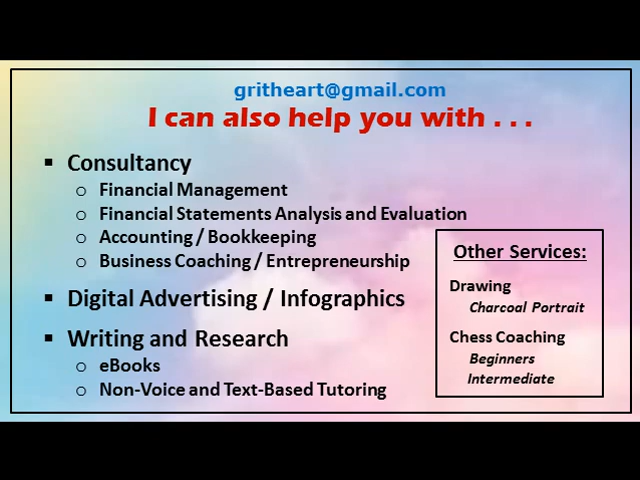 gritheart@gmail.com
I can also help you with . . .
▪ Consultancy
o Financial Management
o Financial Statements Analysis and Evaluation
o Accounting / Bookkeeping
o Business Coaching / Entrepreneurship
▪ Digital Advertising / Infographics
▪ Writing and Research
o eBooks
o Non-Voice and Text-Based Tutoring
Other Services:
Drawing
Charcoal Portrait
Chess Coaching
Beginners
Intermediate